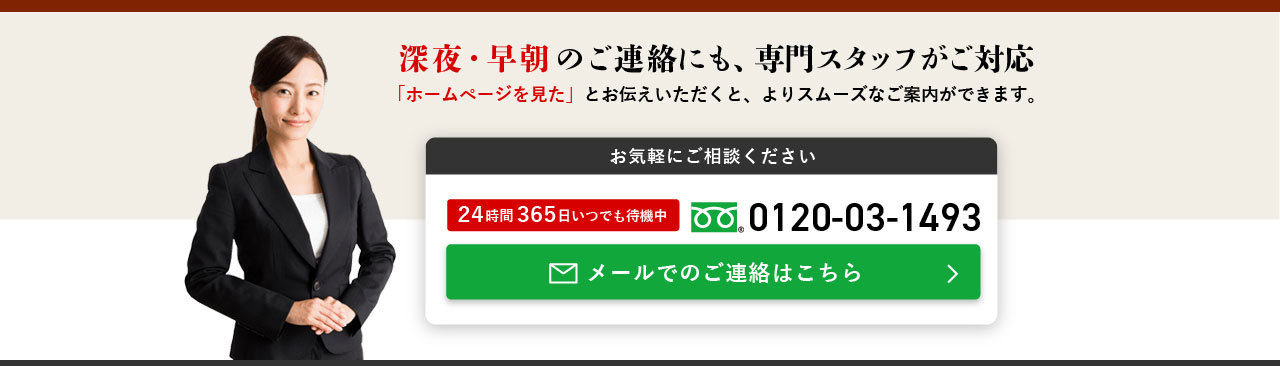 深夜・早朝のご連絡にも、専門スタッフがご対応
「ホームページを見た」とお伝えいただくと、よりスムーズなご案内ができます。
お気軽にご相談ください
24時間365日いつでも待機中 ® 0120-03-1493
メールでのご連絡はこちら